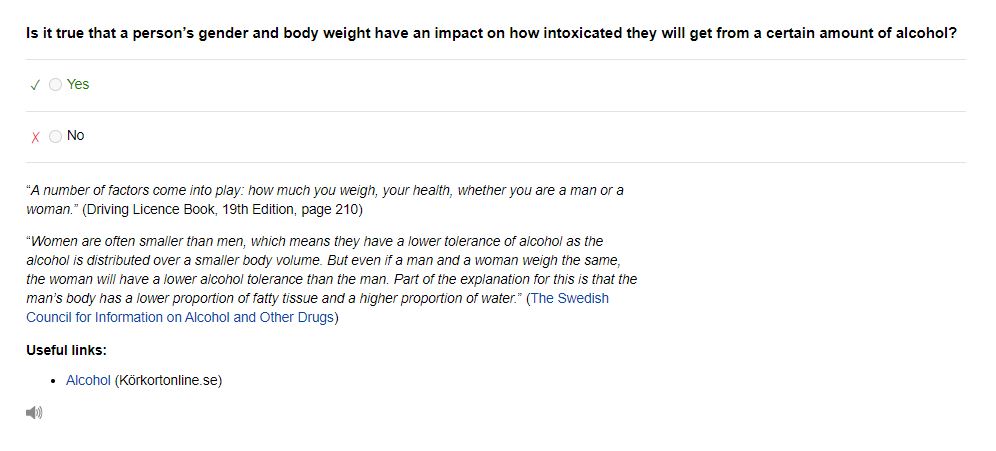 Is it true that a person's gender and body weight have an impact on how intoxicated they will get from a certain amount of alcohol?
✓ Yes
✗ No
“A number of factors come into play: how much you weigh, your health, whether you are a man or a
woman.” (Driving Licence Book, 19th Edition, page 210)
“Women are often smaller than men, which means they have a lower tolerance of alcohol as the
alcohol is distributed over a smaller body volume. But even if a man and a woman weigh the same,
the woman will have a lower alcohol tolerance than the man. Part of the explanation for this is that the
man's body has a lower proportion of fatty tissue and a higher proportion of water.” (The Swedish
Council for Information on Alcohol and Other Drugs)
Useful links:
• Alcohol (Körkortonline.se)